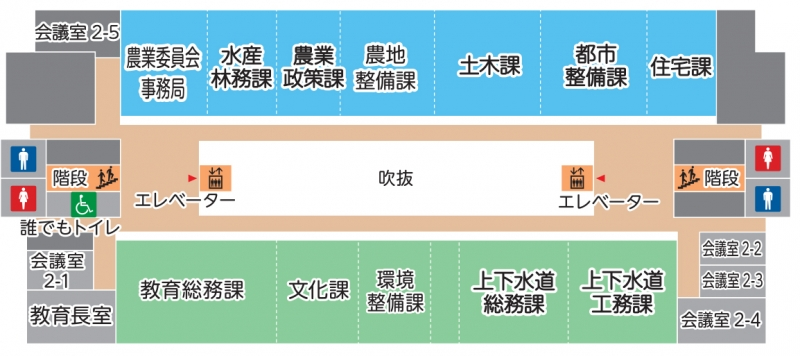 会議室 2-5
農業委員会
事務局
水産
林務課
農業
政策課
農地
整備課
土木課
都市
整備課
住宅課
階段
エレベーター
吹抜
エレベーター
階段
誰でもトイレ
会議室
2-1
教育長室
教育総務課
文化課
環境
整備課
上下水道
総務課
上下水道
工務課
会議室 2-2
会議室 2-3
会議室 2-4